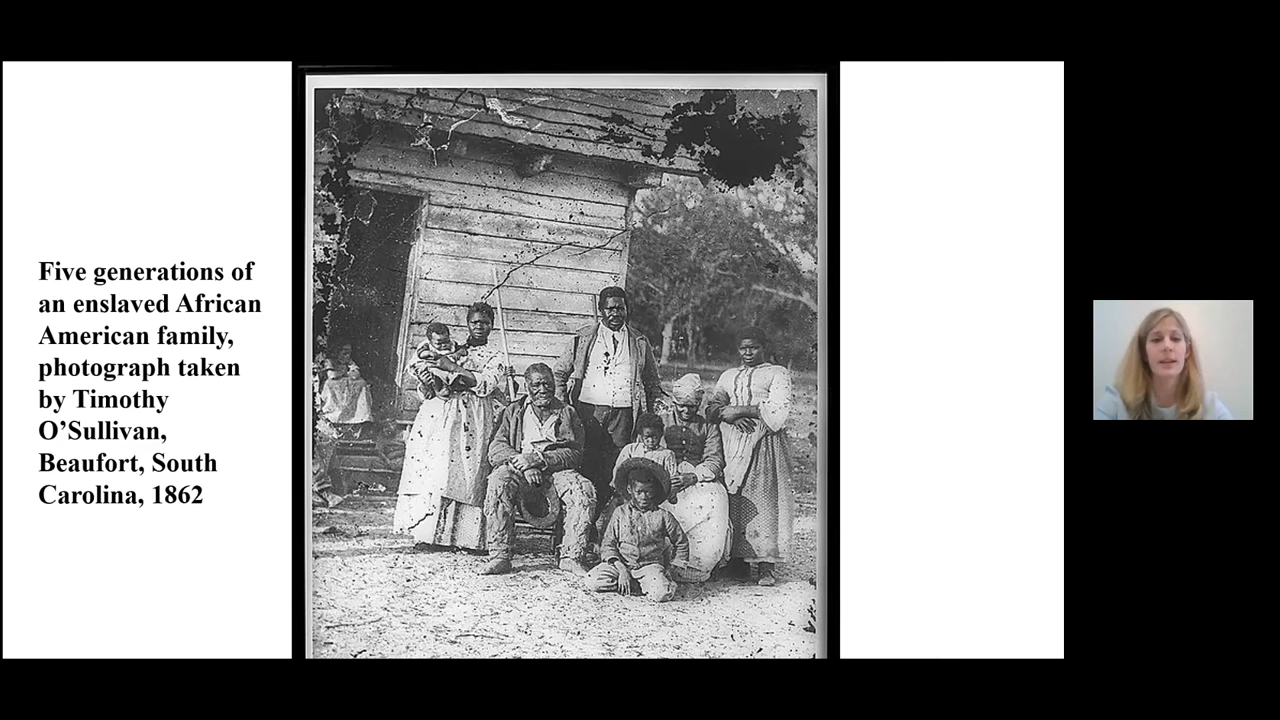 Five generations of
an enslaved African
American family,
photograph taken
by Timothy
O’Sullivan,
Beaufort, South
Carolina, 1862